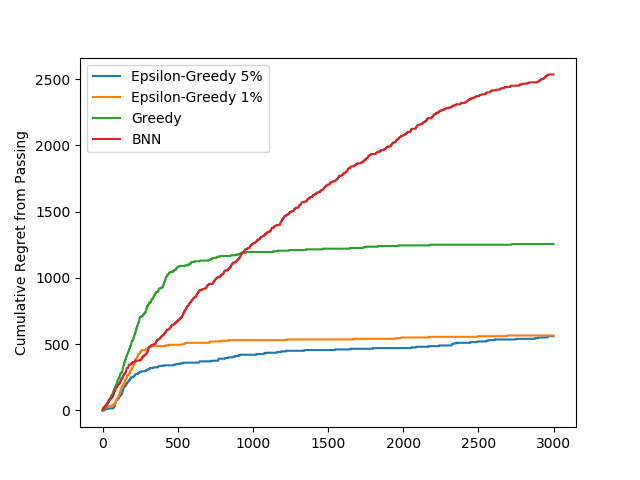 Epsilon-Greedy 5%
Epsilon-Greedy 1%
Greedy
BNN
Cumulative Regret from Passing
2500
2000
1500
1000
500
0
0 500 1000 1500 2000 2500 3000